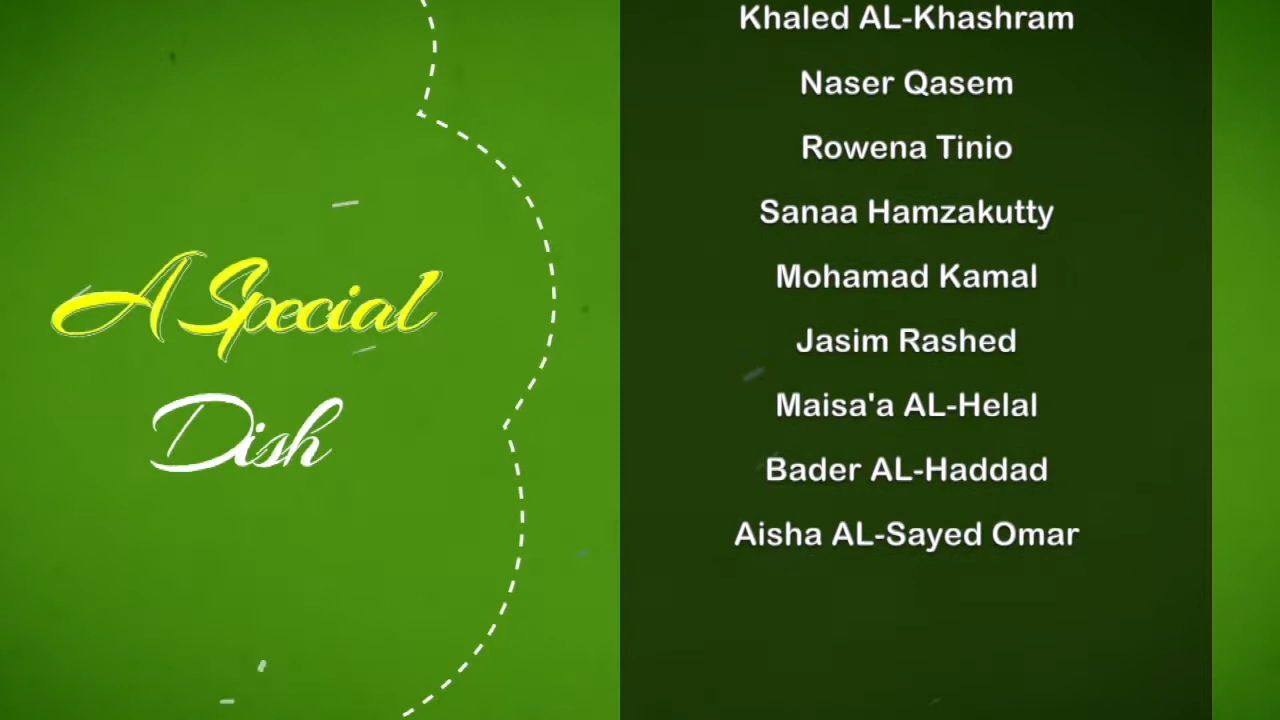 A Special
Dish
Khaled AL-Khashram
Naser Qasem
Rowena Tinio
Sanaa Hamzakutty
Mohamad Kamal
Jasim Rashed
Maisa'a AL-Helal
Bader AL-Haddad
Aisha AL-Sayed Omar